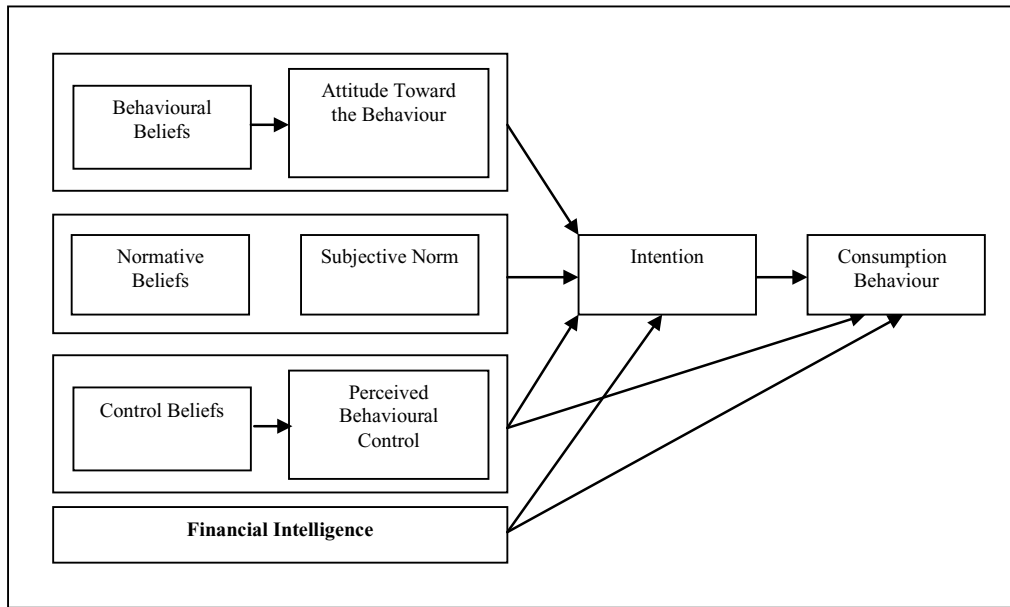 Behavioural
Beliefs
Attitude Toward
the Behaviour
Normative
Beliefs
Subjective Norm
Intention
Consumption
Behaviour
Control Beliefs
Perceived
Behavioural
Control
Financial Intelligence